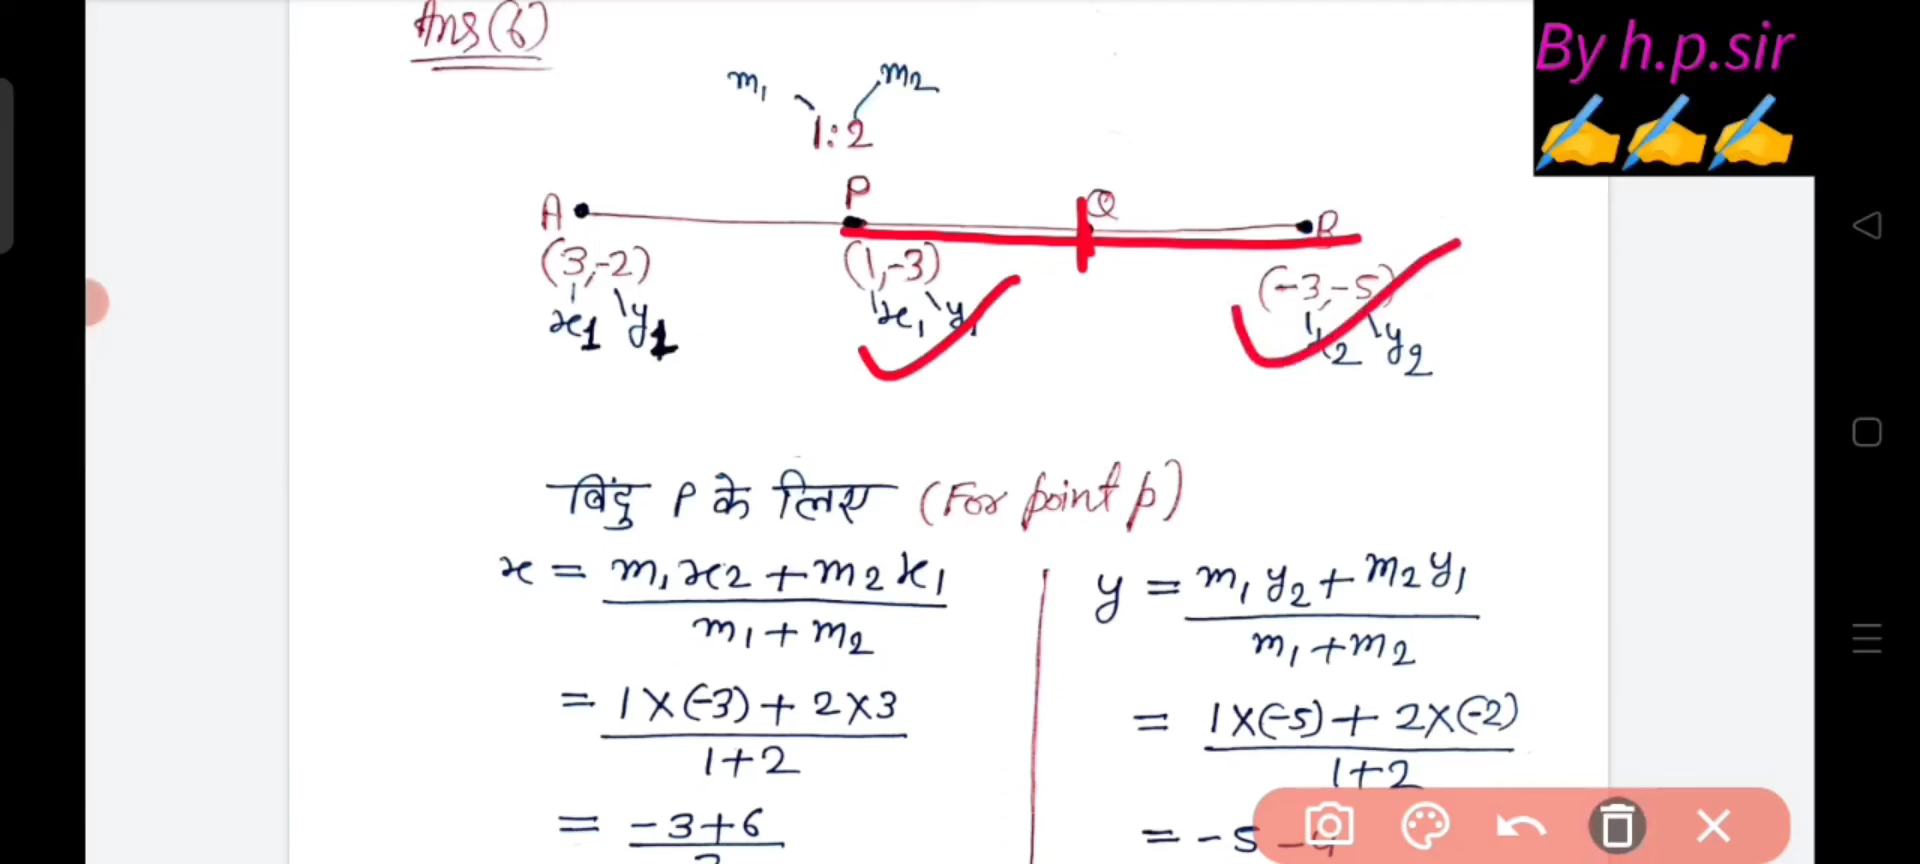 Ans (6)
By h.p.sir
m₁ m₂
1:2
A P Q B
(3,-2) (1,-3) (-3,-5)
x₁ y₁ x₁ y₁ x₂ y₂
बिंदु P के लिए (For point p)
x = m₁x₂ + m₂x₁ / m₁ + m₂
y = m₁y₂ + m₂y₁ / m₁ + m₂
= 1×(-3) + 2×3 / 1+2
= 1×(-5) + 2×(-2) / 1+2
= -3+6 / 3
= -5 -4